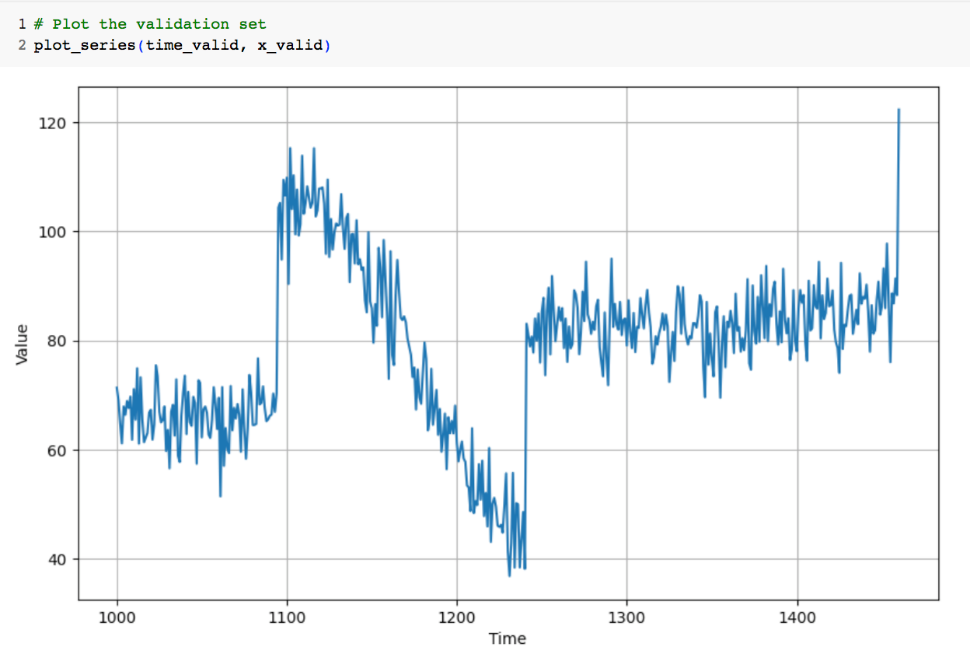 1 # Plot the validation set
2 plot_series(time_valid, x_valid)
120
100
80
60
40
Value
1000 1100 1200 1300 1400
Time